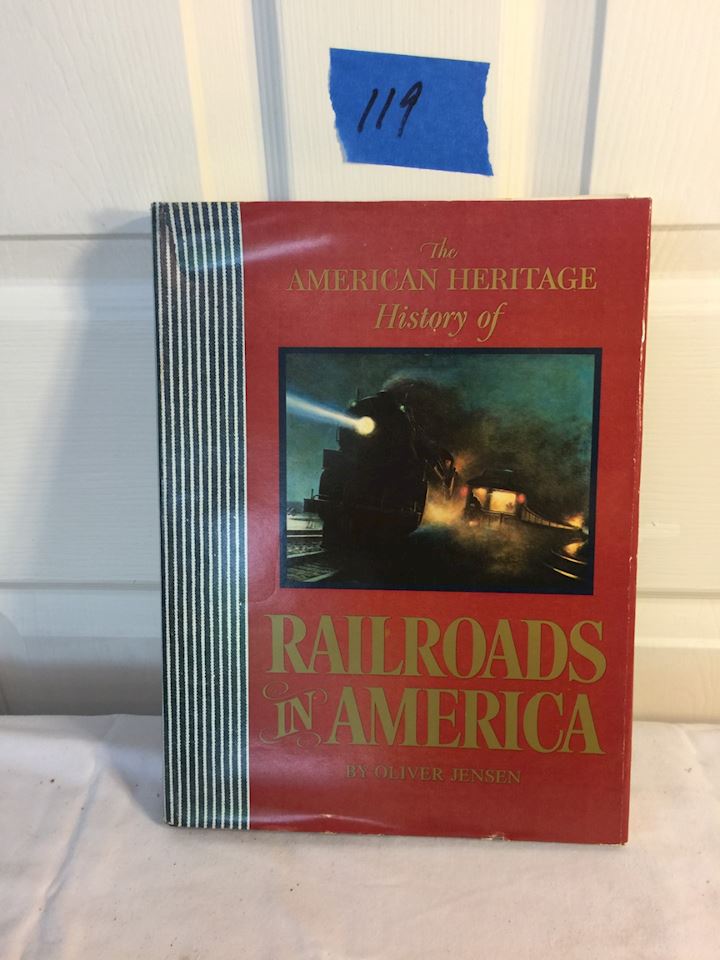 119
The
AMERICAN HERITAGE
History of
RAILROADS
IN AMERICA
BY OLIVER JENSEN